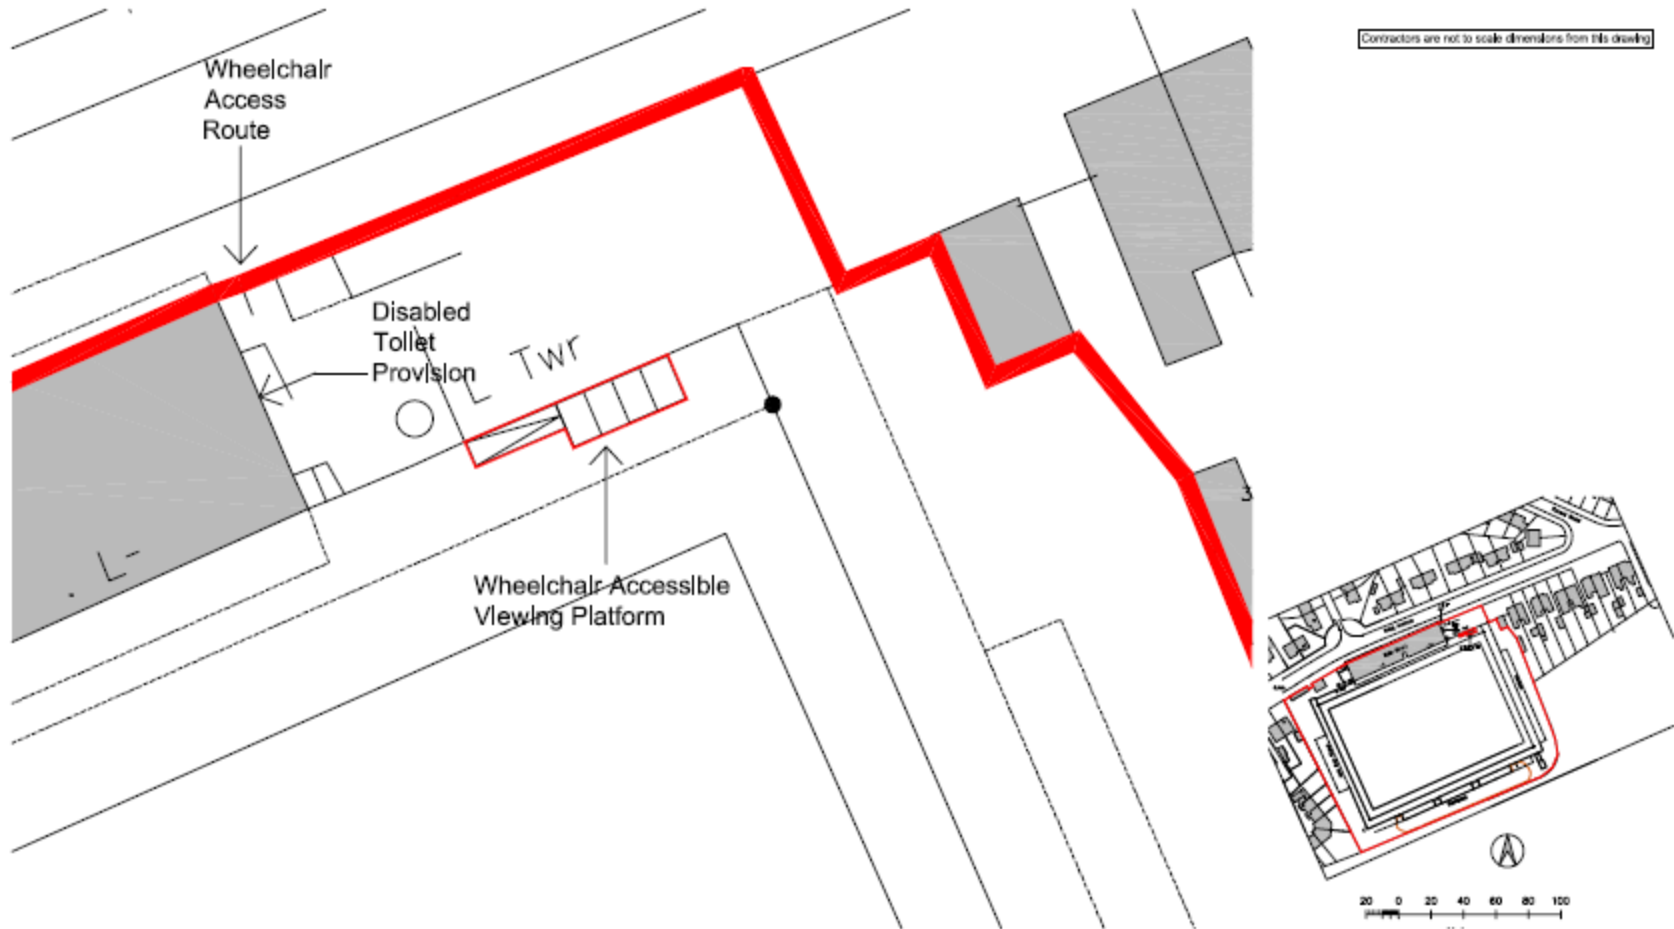 Contractors are not to scale dimensions from this drawing
Wheelchair
Access
Route
Disabled
Toilet
Provision
L Twr
L
Wheelchair Accessible
Viewing Platform
3
20 0 20 40 60 80 100